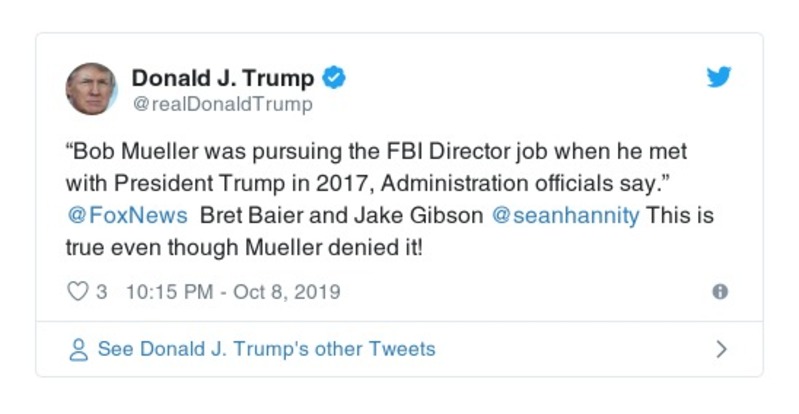 Donald J. Trump
@realDonaldTrump
“Bob Mueller was pursuing the FBI Director job when he met
with President Trump in 2017, Administration officials say.”
@FoxNews  Bret Baier and Jake Gibson @seanhannity This is
true even though Mueller denied it!
3 10:15 PM - Oct 8, 2019
See Donald J. Trump's other Tweets